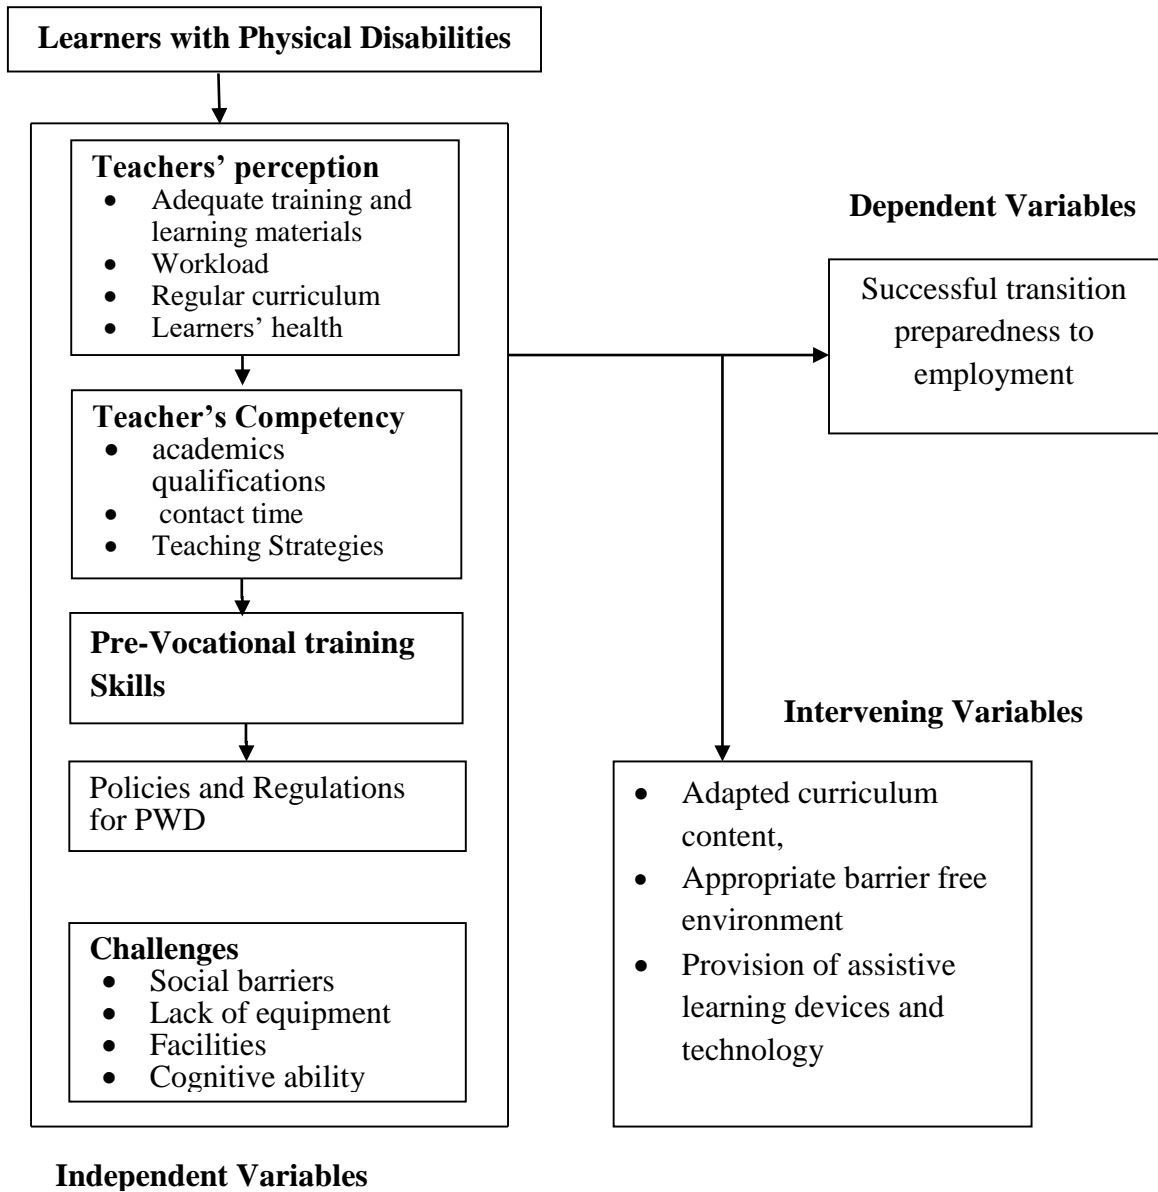 Learners with Physical Disabilities
Teachers’ perception
• Adequate training and
learning materials
• Workload
• Regular curriculum
• Learners’ health
Teacher’s Competency
• academics
qualifications
• contact time
• Teaching Strategies
Pre-Vocational training
Skills
Policies and Regulations
for PWD
Challenges
• Social barriers
• Lack of equipment
• Facilities
• Cognitive ability
Independent Variables
Dependent Variables
Successful transition
preparedness to
employment
Intervening Variables
• Adapted curriculum
content,
• Appropriate barrier free
environment
• Provision of assistive
learning devices and
technology